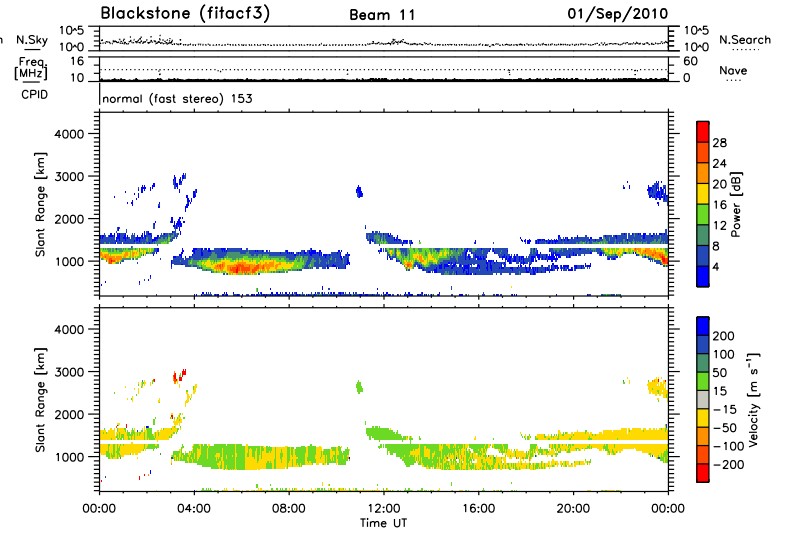 Blackstone (fitacf3) Beam 11 01/Sep/2010
N.Sky 10^5 10^0 10^5 10^0 N.Search
Freq. [MHz] 16 10 60 0 Nave
CPID normal (fast stereo) 153
Slant Range [km]
4000
3000
2000
1000
Power [dB]
28
24
20
16
12
8
4
Slant Range [km]
4000
3000
2000
1000
Velocity [m s⁻¹]
200
100
50
15
-15
-50
-100
-200
00:00 04:00 08:00 12:00 16:00 20:00 00:00
Time UT